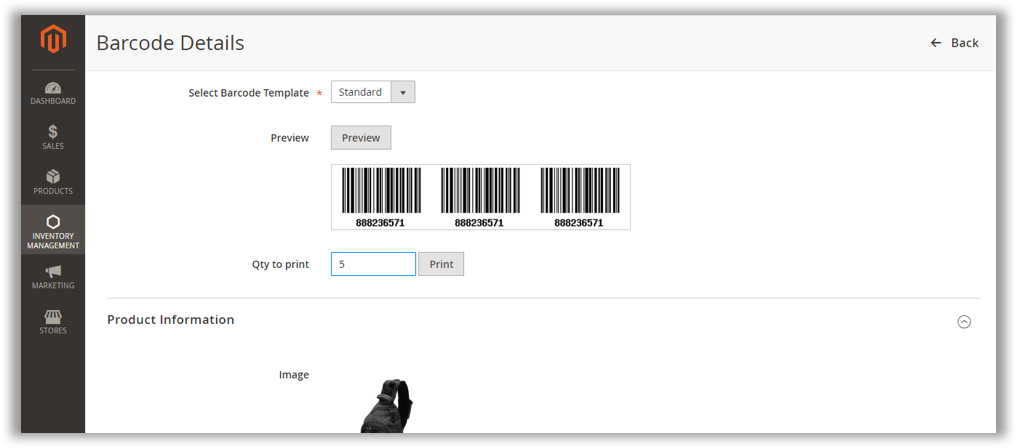 Barcode Details
Back
DASHBOARD
SALES
PRODUCTS
INVENTORY
MANAGEMENT
MARKETING
STORES
Select Barcode Template * Standard
Preview Preview
888236571 888236571 888236571
Qty to print 5 Print
Product Information
Image